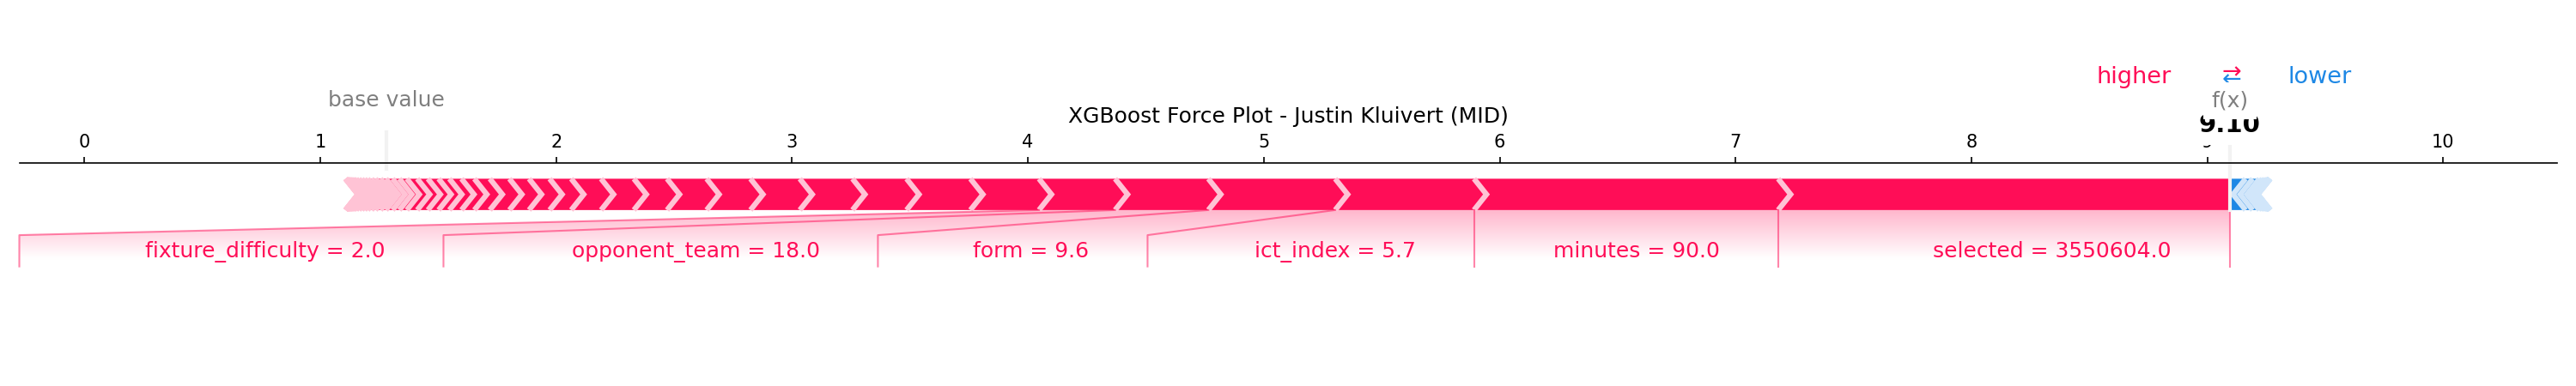 higher ⇄ lower
base value
f(x)
XGBoost Force Plot - Justin Kluivert (MID)
9.10
0 1 2 3 4 5 6 7 8 9 10
fixture_difficulty = 2.0 opponent_team = 18.0 form = 9.6 ict_index = 5.7 minutes = 90.0 selected = 3550604.0